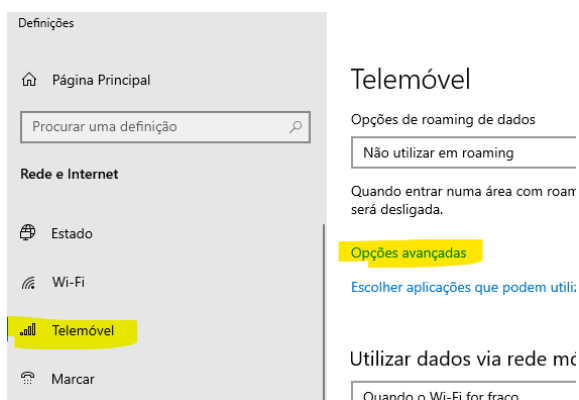 Definições
Página Principal
Procurar uma definição
Rede e Internet
Estado
Wi-Fi
Telemóvel
Marcar
Telemóvel
Opções de roaming de dados
Não utilizar em roaming
Quando entrar numa área com
será desligada.
Opções avançadas
Escolher aplicações que podem
Utilizar dados via rede
Quando o Wi-Fi for fraco